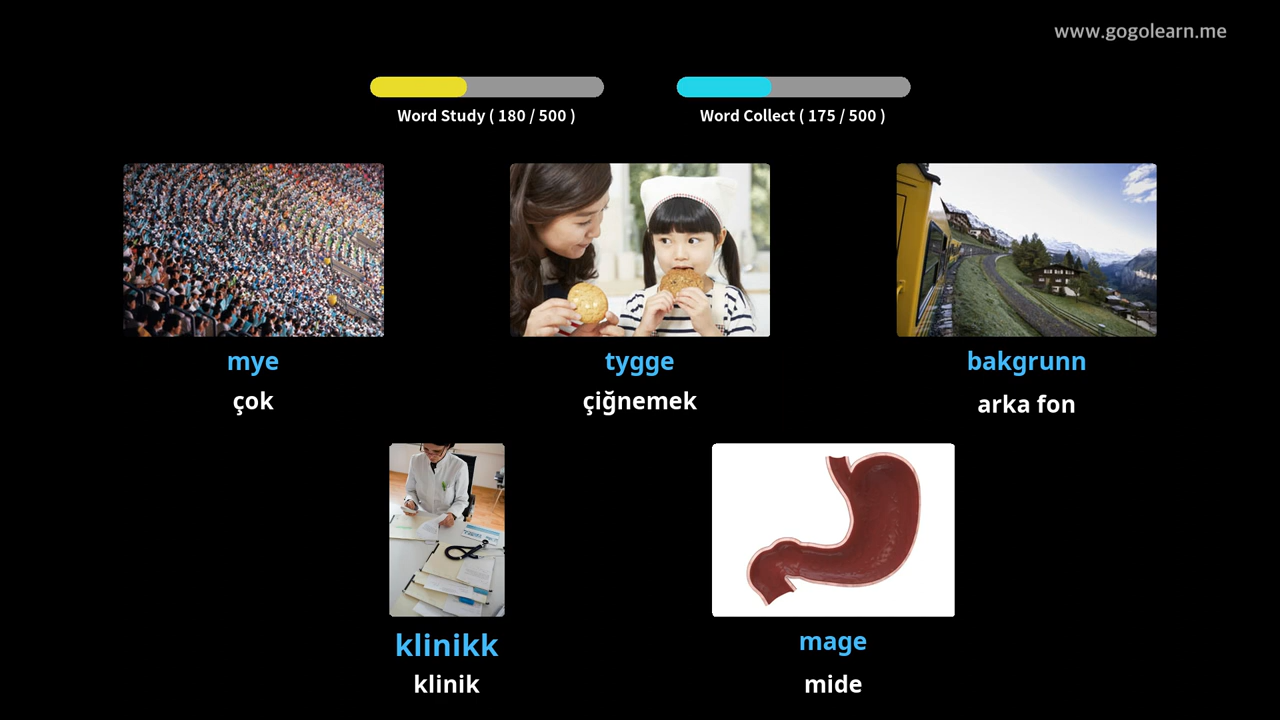 www.gogolearn.me
Word Study ( 180 / 500 )
Word Collect ( 175 / 500 )
mye
çok
tygge
çiğnemek
bakgrunn
arka fon
klinikk
klinik
mage
mide